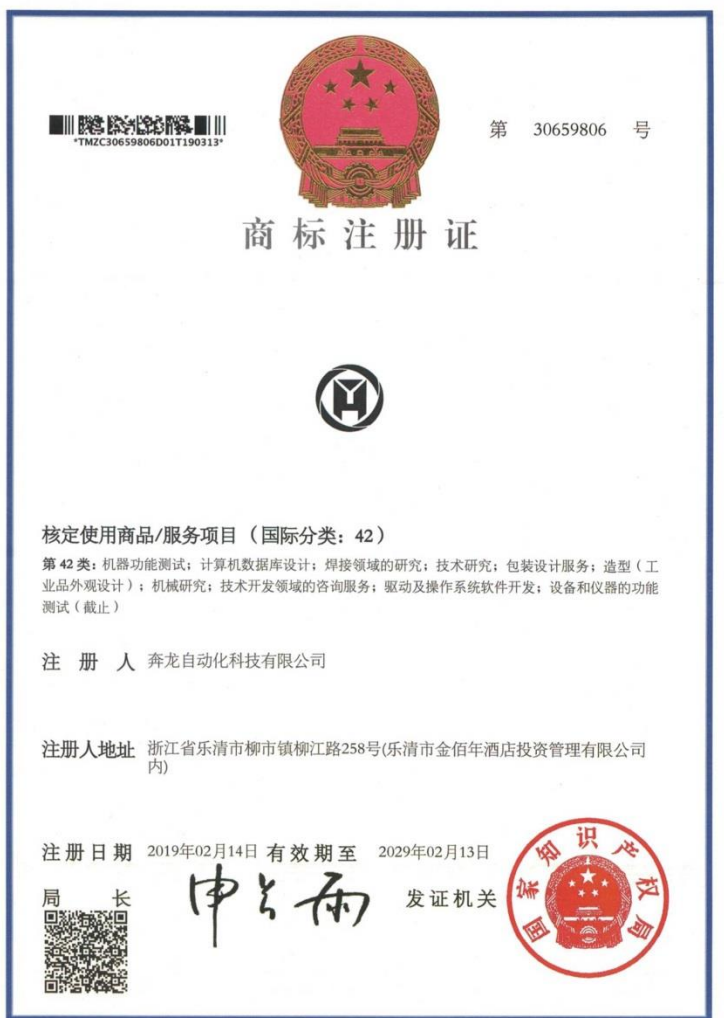 *TMZC30659806D01T190313*
第 30659806 号
商标注册证
核定使用商品/服务项目（国际分类：42）
第 42 类：机器功能测试；计算机数据库设计；焊接领域的研究；技术研究；包装设计服务；造型（工
业品外观设计）；机械研究；技术开发领域的咨询服务；驱动及操作系统软件开发；设备和仪器的功能
测试（截止）
注 册 人 奔龙自动化科技有限公司
注册人地址 浙江省乐清市柳市镇柳江路258号(乐清市金佰年酒店投资管理有限公司
内)
注册日期 2019年02月14日 有效期至 2029年02月13日
局 长 申长雨 发证机关
国家知识产权局